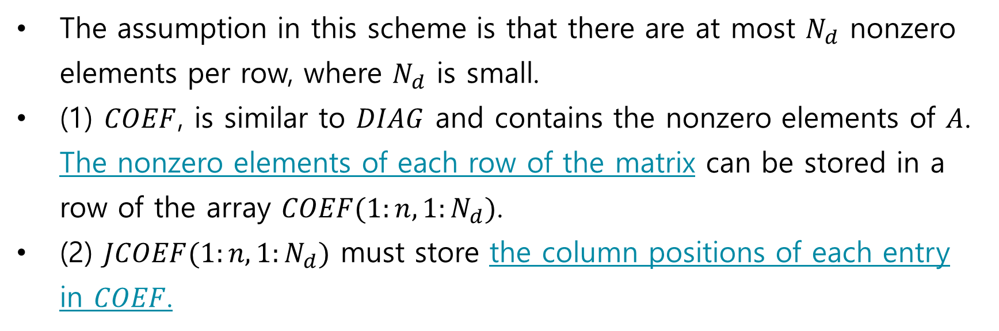 • The assumption in this scheme is that there are at most N_d nonzero
elements per row, where N_d is small.
• (1) COEF, is similar to DIAG and contains the nonzero elements of A.
The nonzero elements of each row of the matrix can be stored in a
row of the array COEF(1:n, 1:N_d).
• (2) JCOEF(1:n, 1:N_d) must store the column positions of each entry
in COEF.